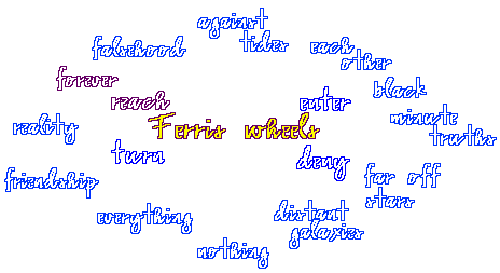 against
tides
each
other
falsehood
forever
black
reach
enter
minute
truths
Ferris wheels
reality
turn
deny
far off
stars
friendship
everything
distant
galaxies
nothing